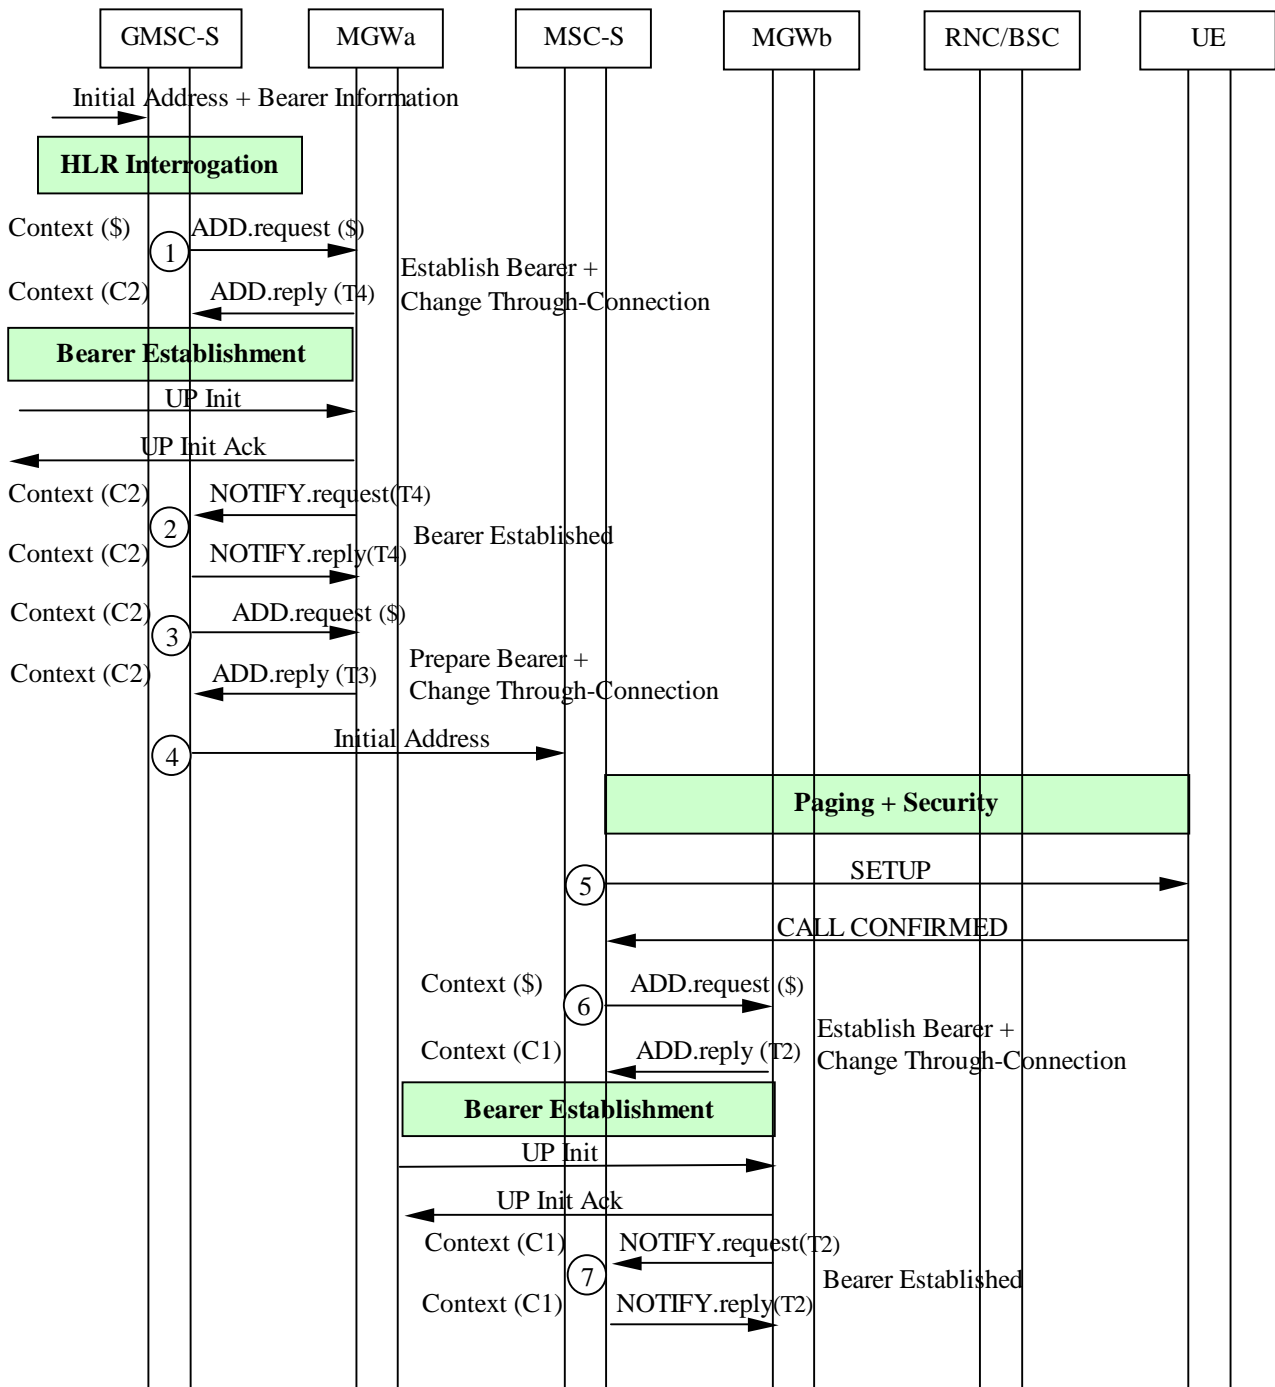 GMSC-S MGWa MSC-S MGWb RNC/BSC UE
Initial Address + Bearer Information
HLR Interrogation
Context ($) ADD.request ($)
1
Establish Bearer +
Context (C2) ADD.reply (T4)
Change Through-Connection
Bearer Establishment
UP Init
UP Init Ack
Context (C2) NOTIFY.request(T4)
2
Bearer Established
Context (C2) NOTIFY.reply(T4)
Context (C2) ADD.request ($)
3
Prepare Bearer +
Context (C2) ADD.reply (T3)
Change Through-Connection
Initial Address
4
Paging + Security
SETUP
5
CALL CONFIRMED
Context ($) ADD.request ($)
6
Establish Bearer +
Context (C1) ADD.reply (T2)
Change Through-Connection
Bearer Establishment
UP Init
UP Init Ack
Context (C1) NOTIFY.request(T2)
7
Bearer Established
Context (C1) NOTIFY.reply(T2)